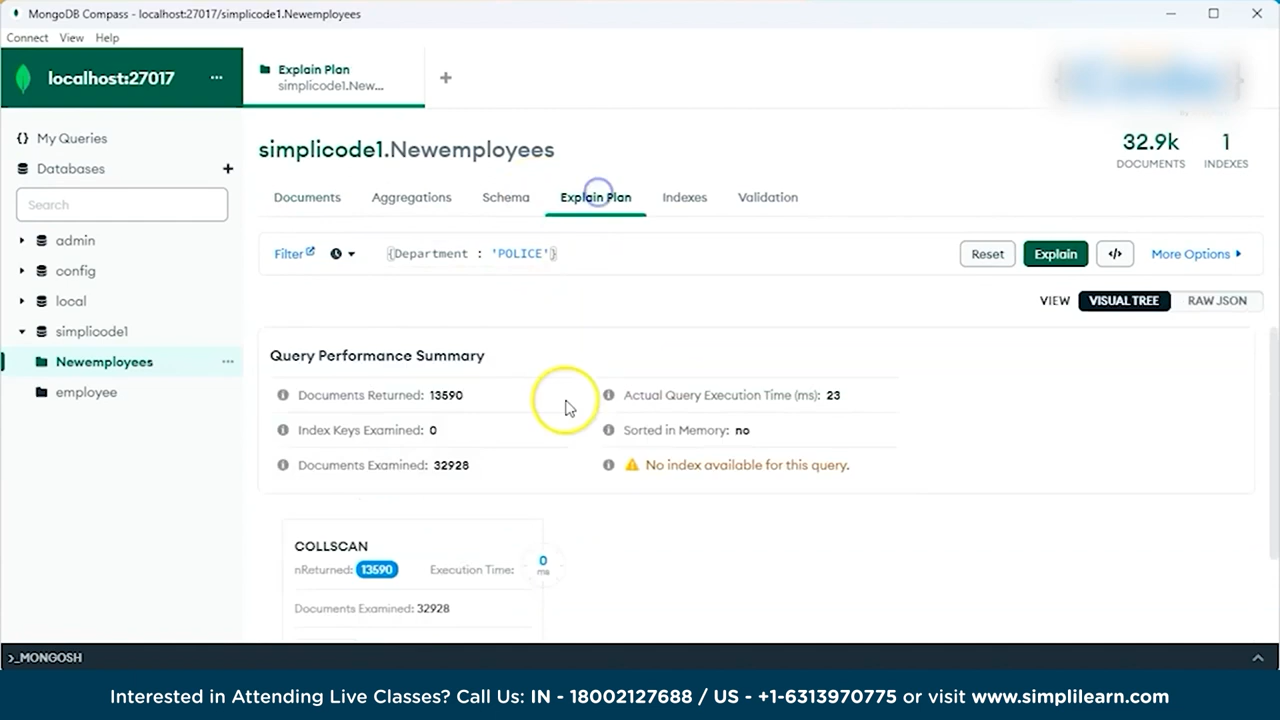 MongoDB Compass - localhost:27017/simplicode1.Newemployees
Connect View Help
localhost:27017 ...
Explain Plan
simplicode1.New...
+
{} My Queries
Databases +
Search
admin
config
local
simplicode1
Newemployees ...
employee
simplicode1.Newemployees
32.9k
DOCUMENTS
1
INDEXES
Documents Aggregations Schema Explain Plan Indexes Validation
Filter {Department : 'POLICE'} Reset Explain </> More Options
VIEW VISUAL TREE RAW JSON
Query Performance Summary
Documents Returned: 13590 Actual Query Execution Time (ms): 23
Index Keys Examined: 0 Sorted in Memory: no
Documents Examined: 32928 No index available for this query.
COLLSCAN
nReturned: 13590 Execution Time: 0 ms
Documents Examined: 32928
>_MONGOSH
Interested in Attending Live Classes? Call Us: IN - 18002127688 / US - +1-6313970775 or visit www.simplilearn.com